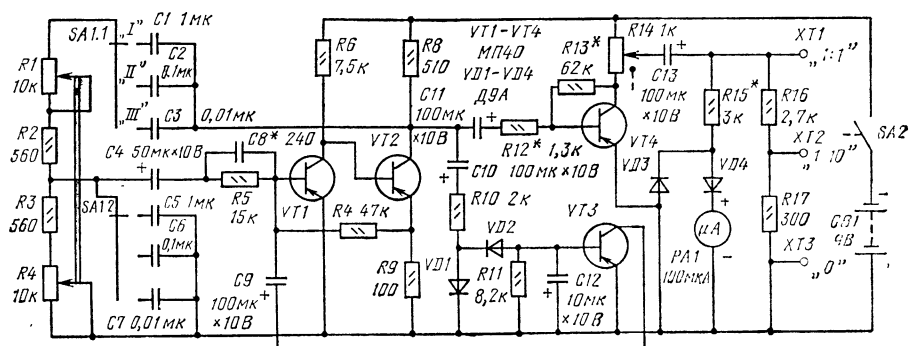 SA1.1
„I”
C1 1мк
C2
0,1мк
„II”
„III”
C3
0,01мк
R1
10к
R2
560
R3
560
R4
10к
C4 50мк×10В
SA1.2
C5 1мк
C6
0,1мк
C7 0,01мк
C8*
240
R5
15к
C9
100мк
×10В
VT1
R6
7,5к
R4 47к
VT2
R8
510
R9
100
C11
100мк
×10В
VT1–VT4
МП40
VD1–VD4
Д9А
R12* 1,3к
R13*
62к
C10
100мк×10В
R10 2к
VD1
VD2
R11
8,2к
C12
10мк
×10В
VT3
VT4
R14 1к
C13
100мк
×10В
VD3
VD4
R15*
3к
μA
PA1
100мкА
+
–
R16
2,7к
R17
300
XT1
„1:1”
XT2
„1:10”
XT3
„0”
SA2
GB1
9В